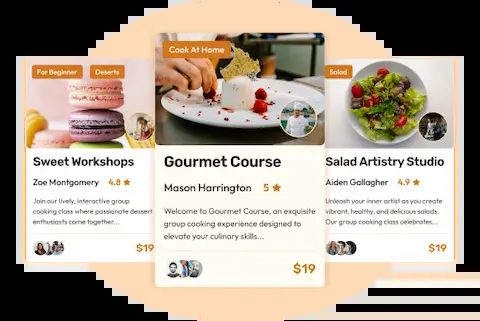 For Beginner
Deserts
Sweet Workshops
Zoe Montgomery 4.8
Join our lively, interactive group
cooking class where passionate dessert
enthusiasts come together...
$19
Cook At Home
Gourmet Course
Mason Harrington 5
Welcome to Gourmet Course, an exquisite
group cooking experience designed to
elevate your culinary skills...
$19
Salad
Salad Artistry Studio
Aiden Gallagher 4.9
Unleash your inner artist as you create
vibrant, healthy, and delicious salads.
Our group cooking class celebrates...
$19